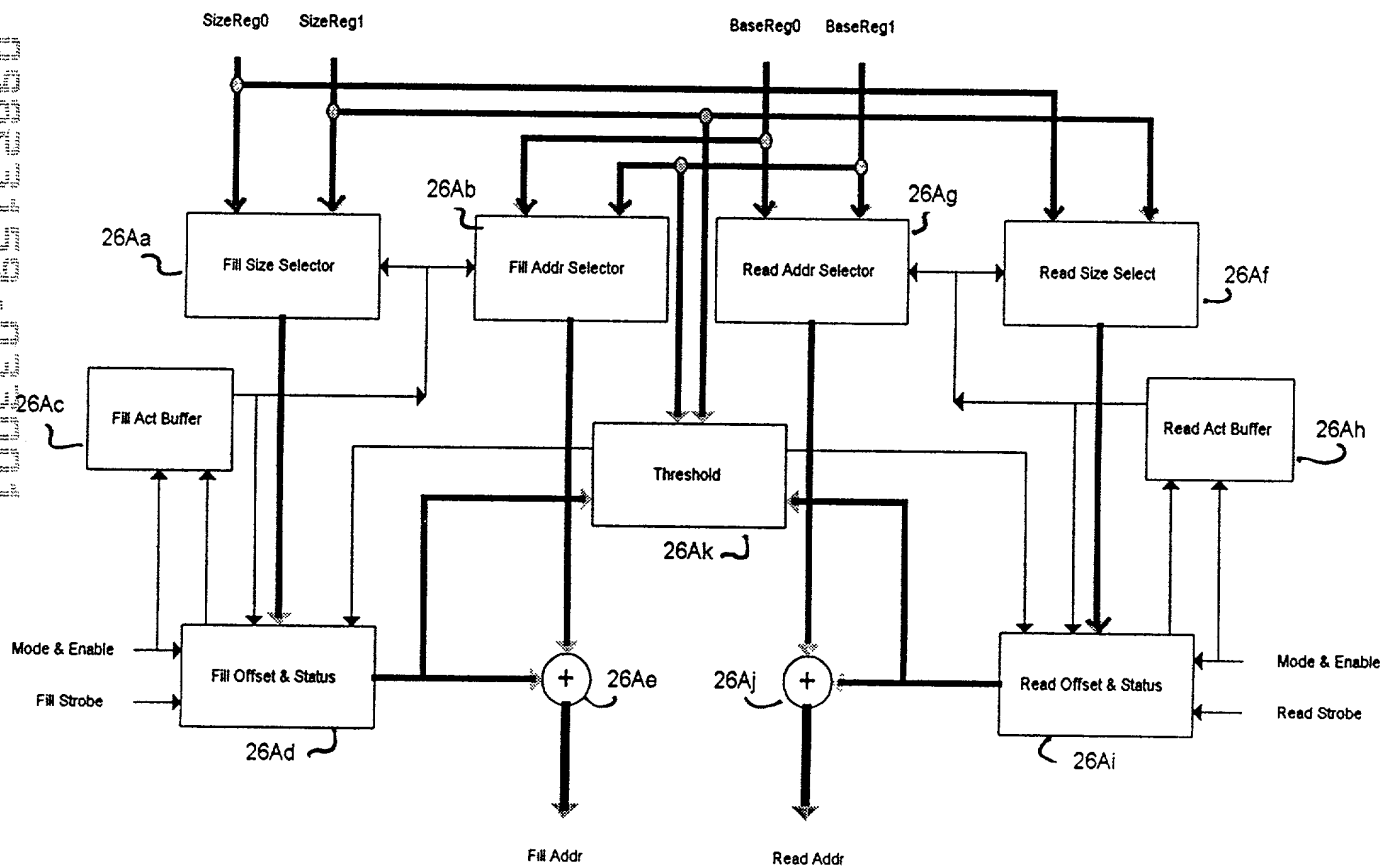 SizeReg0
SizeReg1
BaseReg0
BaseReg1
26Aa
Fill Size Selector
26Ab
Fill Addr Selector
Read Addr Selector
26Ag
Read Size Select
26Af
26Ac
Fill Act Buffer
Threshold
26Ak
Read Act Buffer
26Ah
Mode & Enable
Fill Strobe
Fill Offset & Status
26Ad
+
26Ae
26Aj
+
Read Offset & Status
26Ai
Mode & Enable
Read Strobe
Fill Addr
Read Addr